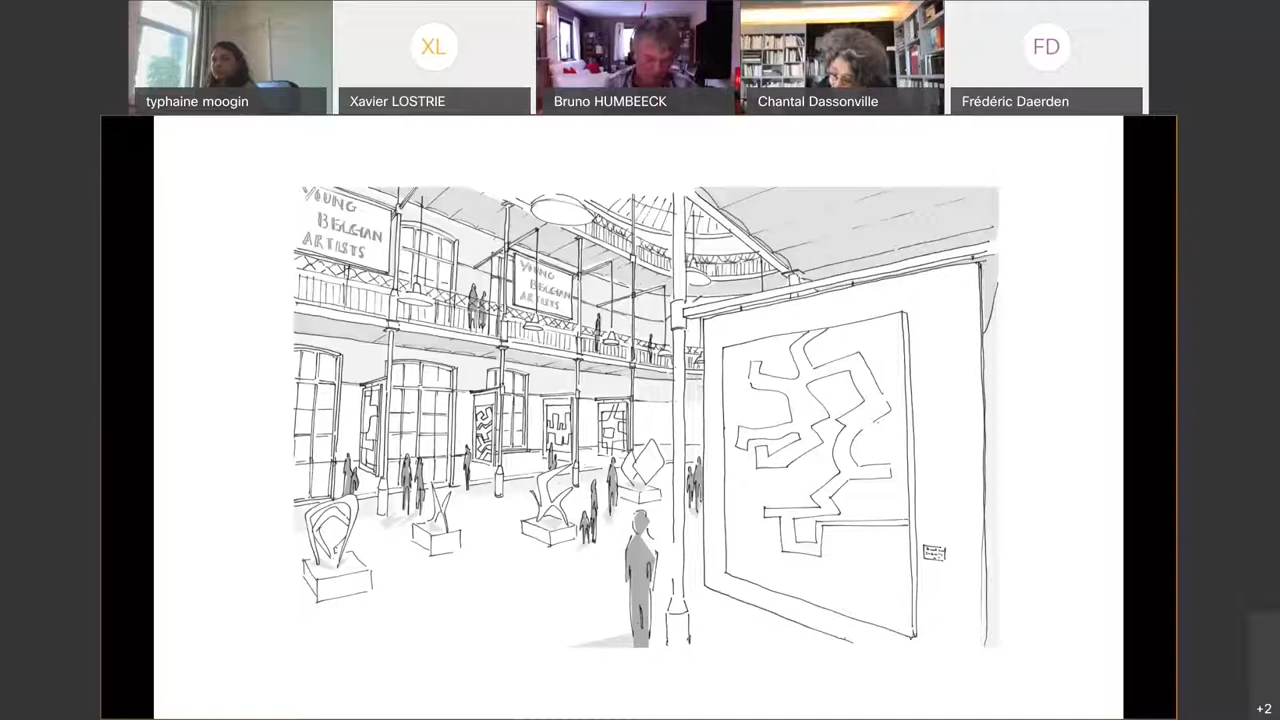 XL
FD
typhaine moogin
Xavier LOSTRIE
Bruno HUMBEECK
Chantal Dassonville
Frédéric Daerden
YOUNG
BELGIAN
ARTISTS
YOUNG
BELGIAN
ARTISTS
+2